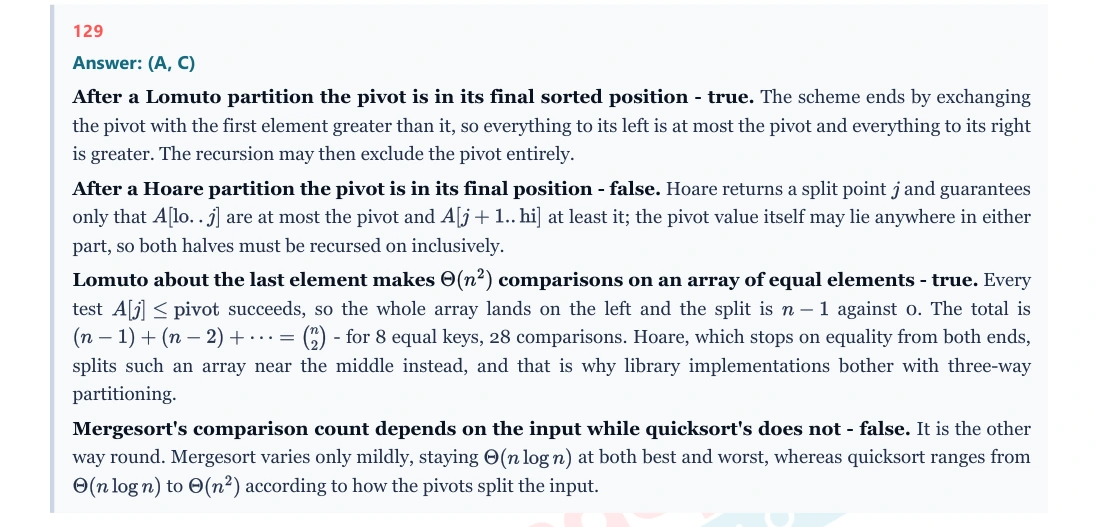 129
Answer: (A, C)
After a Lomuto partition the pivot is in its final sorted position - true. The scheme ends by exchanging
the pivot with the first element greater than it, so everything to its left is at most the pivot and everything to its right
is greater. The recursion may then exclude the pivot entirely.
After a Hoare partition the pivot is in its final position - false. Hoare returns a split point j and guarantees
only that A[lo. . j] are at most the pivot and A[j + 1.. hi] at least it; the pivot value itself may lie anywhere in either
part, so both halves must be recursed on inclusively.
Lomuto about the last element makes Θ(n²) comparisons on an array of equal elements - true. Every
test A[j] ≤ pivot succeeds, so the whole array lands on the left and the split is n − 1 against 0. The total is
(n − 1) + (n − 2) + ⋯ = (n 2) - for 8 equal keys, 28 comparisons. Hoare, which stops on equality from both ends,
splits such an array near the middle instead, and that is why library implementations bother with three-way
partitioning.
Mergesort's comparison count depends on the input while quicksort's does not - false. It is the other
way round. Mergesort varies only mildly, staying Θ(n log n) at both best and worst, whereas quicksort ranges from
Θ(n log n) to Θ(n²) according to how the pivots split the input.